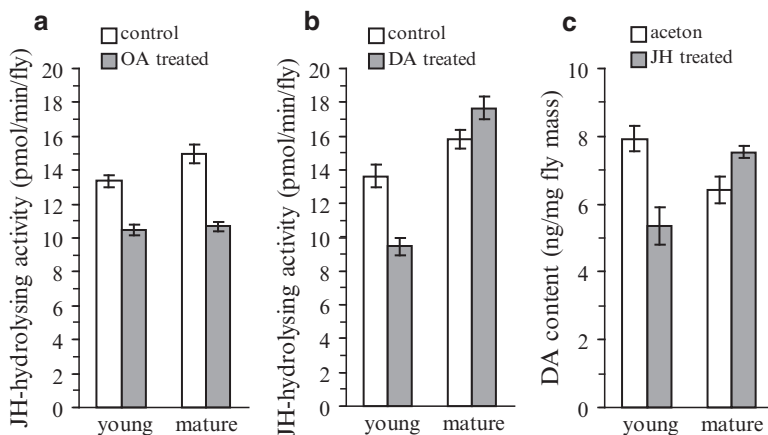 a
control
OA treated
JH-hydrolysing activity (pmol/min/fly)
20
18
16
14
12
10
8
6
4
2
0
young mature
b
control
DA treated
JH-hydrolysing activity (pmol/min/fly)
20
18
16
14
12
10
8
6
4
2
0
young mature
c
aceton
JH treated
DA content (ng/mg fly mass)
10
8
6
4
2
0
young mature